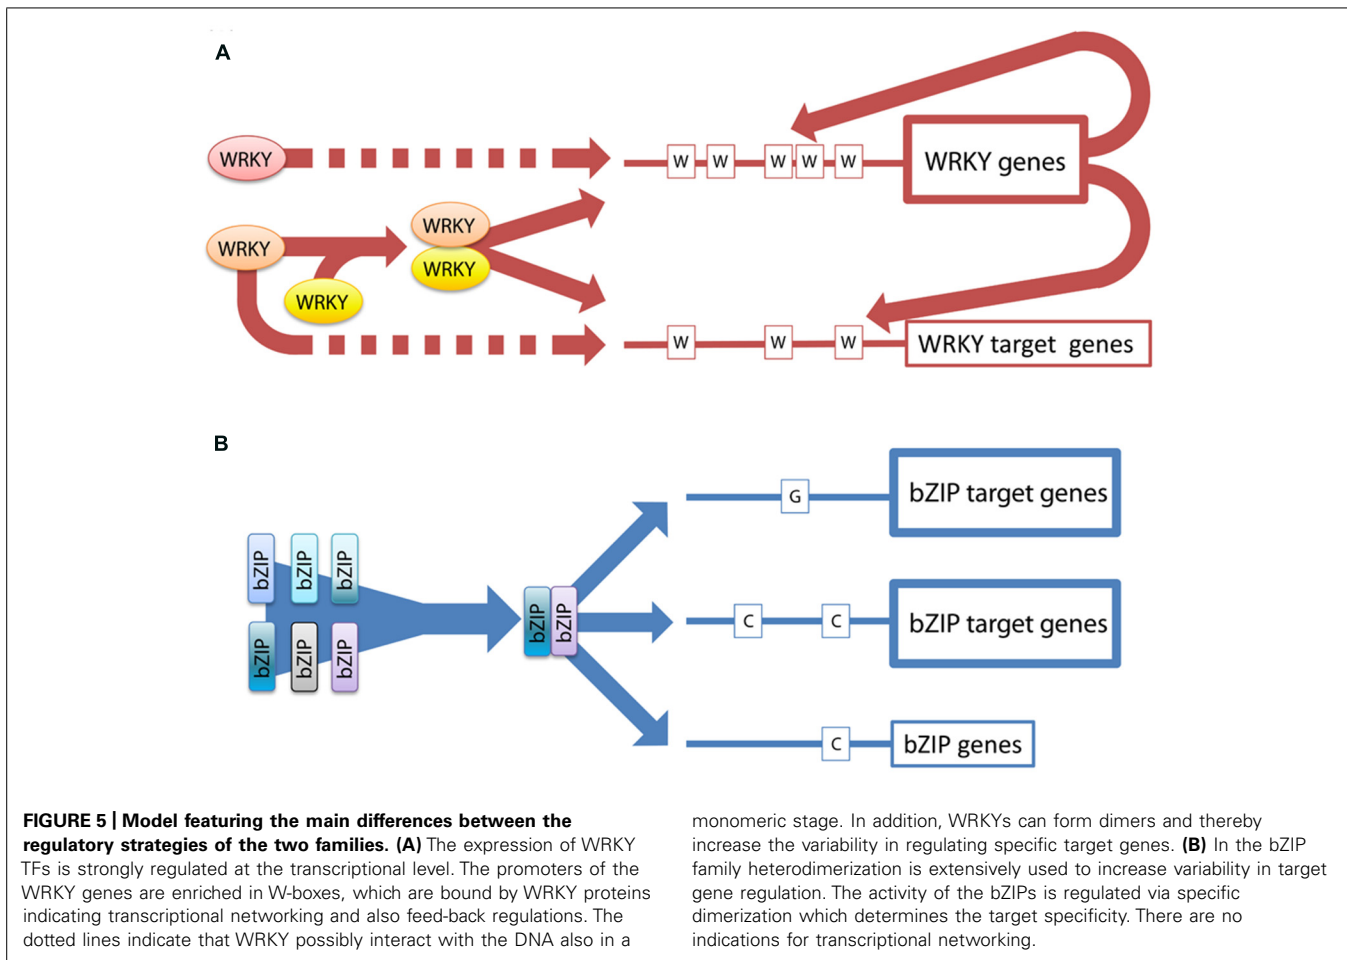 A
WRKY
W W W W W
WRKY genes
WRKY
WRKY
WRKY
WRKY
W W W
WRKY target genes
B
bZIP bZIP bZIP
bZIP bZIP bZIP
bZIP bZIP
G
bZIP target genes
C C
bZIP target genes
C
bZIP genes
FIGURE 5 | Model featuring the main differences between the
regulatory strategies of the two families. (A) The expression of WRKY
TFs is strongly regulated at the transcriptional level. The promoters of the
WRKY genes are enriched in W-boxes, which are bound by WRKY proteins
indicating transcriptional networking and also feed-back regulations. The
dotted lines indicate that WRKY possibly interact with the DNA also in a
monomeric stage. In addition, WRKYs can form dimers and thereby
increase the variability in regulating specific target genes. (B) In the bZIP
family heterodimerization is extensively used to increase variability in target
gene regulation. The activity of the bZIPs is regulated via specific
dimerization which determines the target specificity. There are no
indications for transcriptional networking.